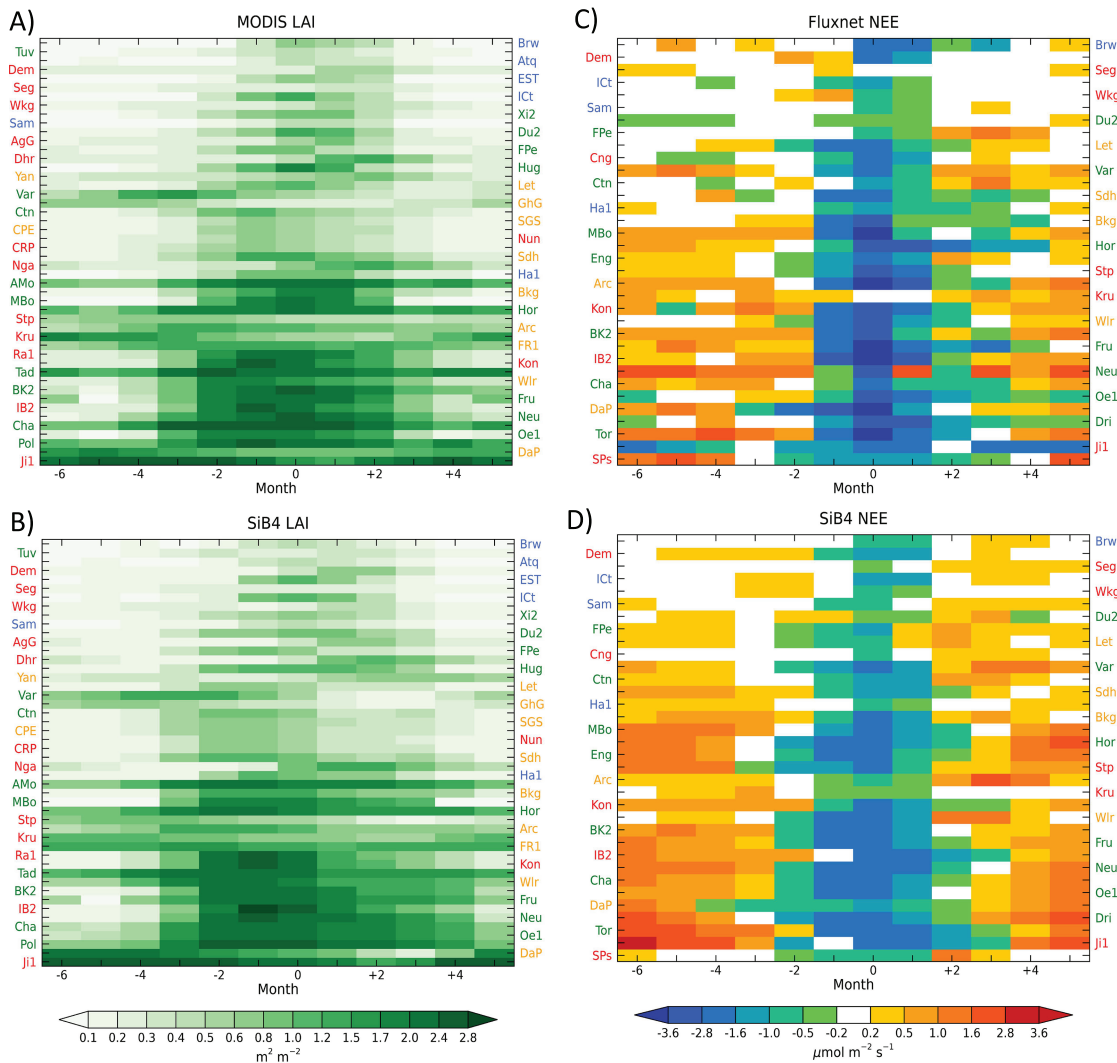 A)
MODIS LAI
Tuv
Dem
Seg
Wkg
Sam
AgG
Dhr
Yan
Var
Ctn
CPE
CRP
Nga
AMo
MBo
Stp
Kru
Ra1
Tad
BK2
IB2
Cha
Pol
Ji1
Brw
Atq
EST
ICt
Xi2
Du2
FPe
Hug
Let
GhG
SGS
Nun
Sdh
Ha1
Bkg
Hor
Arc
FR1
Kon
Wlr
Fru
Neu
Oe1
DaP
-6 -4 -2 0 +2 +4
Month
C)
Fluxnet NEE
Dem
ICt
Sam
FPe
Cng
Ctn
Ha1
MBo
Eng
Arc
Kon
BK2
IB2
Cha
DaP
Tor
SPs
Brw
Seg
Wkg
Du2
Let
Var
Sdh
Bkg
Hor
Stp
Kru
Wlr
Fru
Neu
Oe1
Dri
Ji1
-6 -4 -2 0 +2 +4
Month
B)
SiB4 LAI
Tuv
Dem
Seg
Wkg
Sam
AgG
Dhr
Yan
Var
Ctn
CPE
CRP
Nga
AMo
MBo
Stp
Kru
Ra1
Tad
BK2
IB2
Cha
Pol
Ji1
Brw
Atq
EST
ICt
Xi2
Du2
FPe
Hug
Let
GhG
SGS
Nun
Sdh
Ha1
Bkg
Hor
Arc
FR1
Kon
Wlr
Fru
Neu
Oe1
DaP
-6 -4 -2 0 +2 +4
Month
0.1 0.2 0.4 0.6 0.8 1.0 1.2 1.5 1.7 2.0 2.4 2.8
m² m⁻²
D)
SiB4 NEE
Dem
ICt
Sam
FPe
Cng
Ctn
Ha1
MBo
Eng
Arc
Kon
BK2
IB2
Cha
DaP
Tor
SPs
Brw
Seg
Wkg
Du2
Let
Var
Sdh
Bkg
Hor
Stp
Kru
Wlr
Fru
Neu
Oe1
Dri
Ji1
-6 -4 -2 0 +2 +4
Month
-3.6 -2.8 -1.6 -1.0 -0.5 -0.2 0.2 0.5 1.0 1.6 2.8 3.6
μmol m⁻² s⁻¹